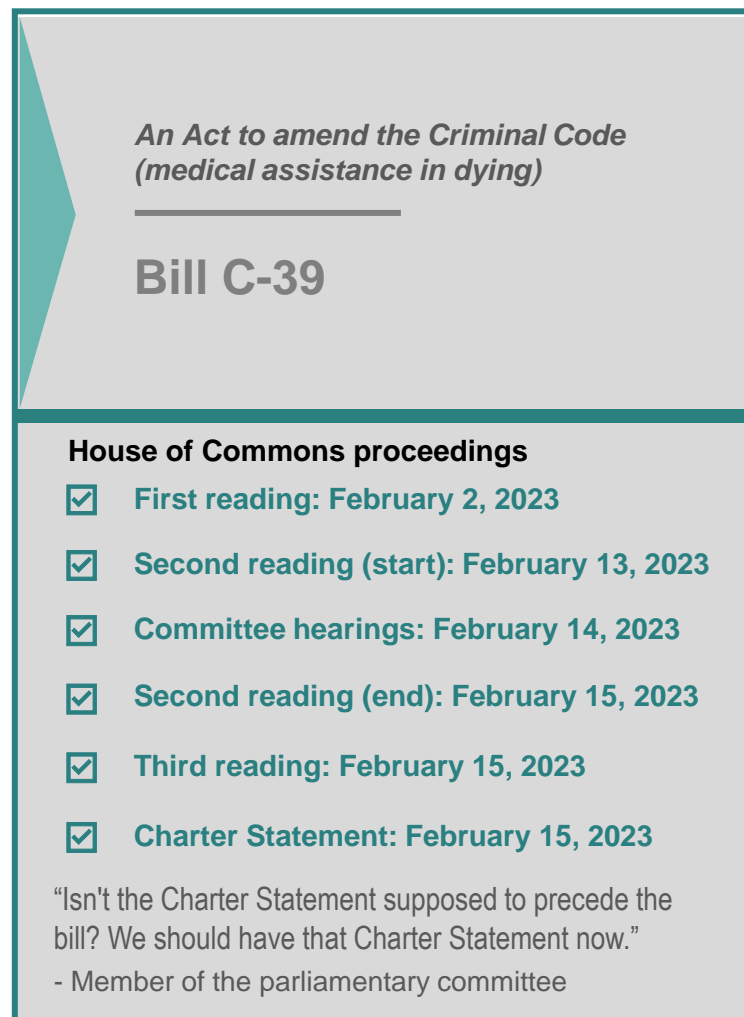 An Act to amend the Criminal Code
(medical assistance in dying)
Bill C-39
House of Commons proceedings
First reading: February 2, 2023
Second reading (start): February 13, 2023
Committee hearings: February 14, 2023
Second reading (end): February 15, 2023
Third reading: February 15, 2023
Charter Statement: February 15, 2023
“Isn't the Charter Statement supposed to precede the
bill? We should have that Charter Statement now.”
- Member of the parliamentary committee